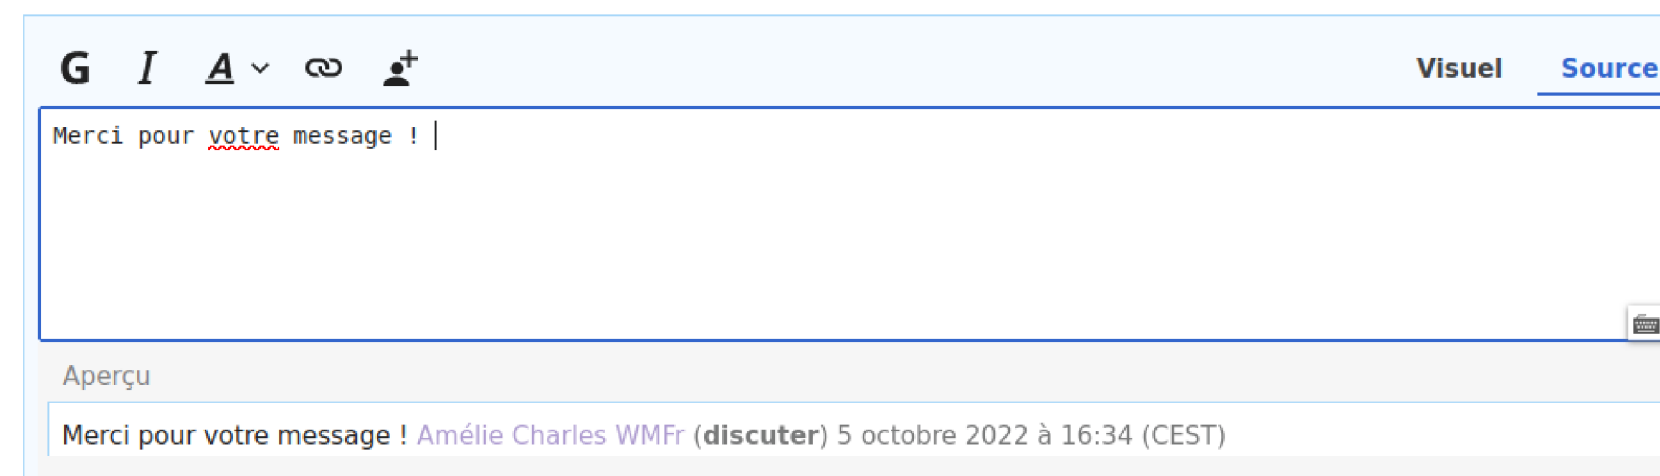 G I A Visuel Source
Merci pour votre message !
Aperçu
Merci pour votre message ! Amélie Charles WMFr (discuter) 5 octobre 2022 à 16:34 (CEST)